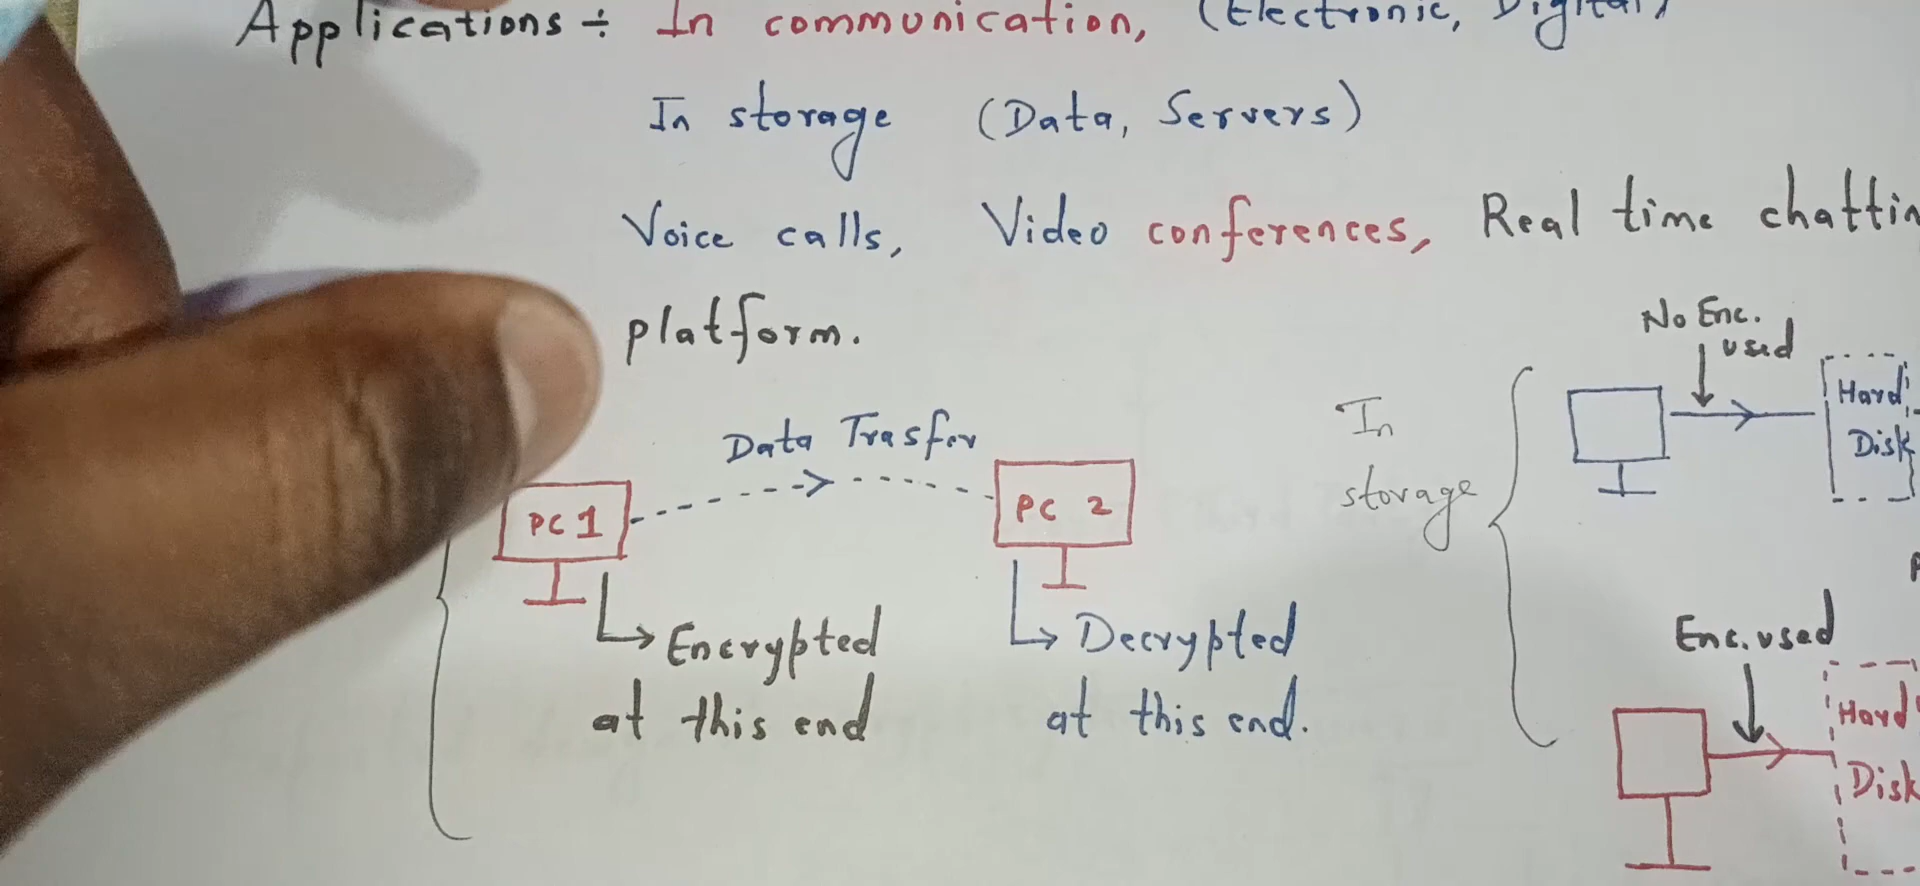 Applications ÷ In communication, (Electronic, Digital)
In storage (Data, Servers)
Voice calls, Video conferences, Real time chattin
platform.
No Enc.
used
Hard
Disk
Data Trasfer
In
storage
PC 1
PC 2
Encrypted
at this end
Decrypted
at this end.
Enc. used
Hard
Disk